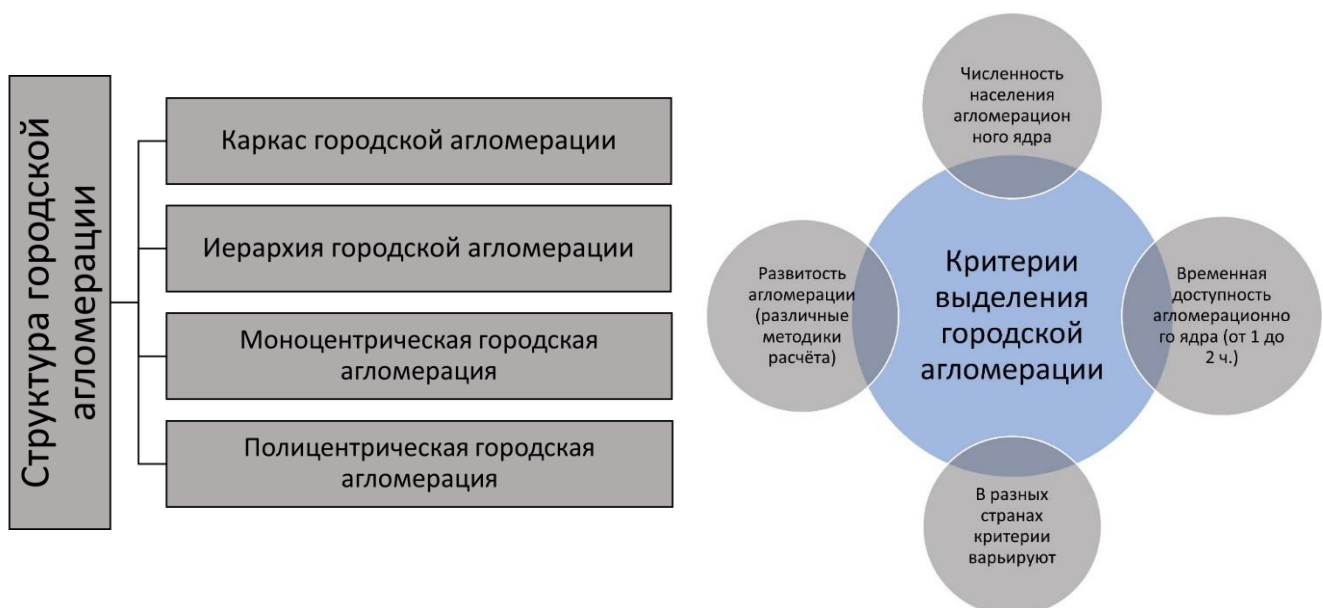 Структура городской
агломерации
Каркас городской агломерации
Иерархия городской агломерации
Моноцентрическая городская
агломерация
Полицентрическая городская
агломерация
Численность
населения
агломерацион
ного ядра
Развитость
агломерации
(различные
методики
расчёта)
Критерии
выделения
городской
агломерации
Временная
доступность
агломерационно
го ядра (от 1 до
2 ч.)
В разных
странах
критерии
варьируют